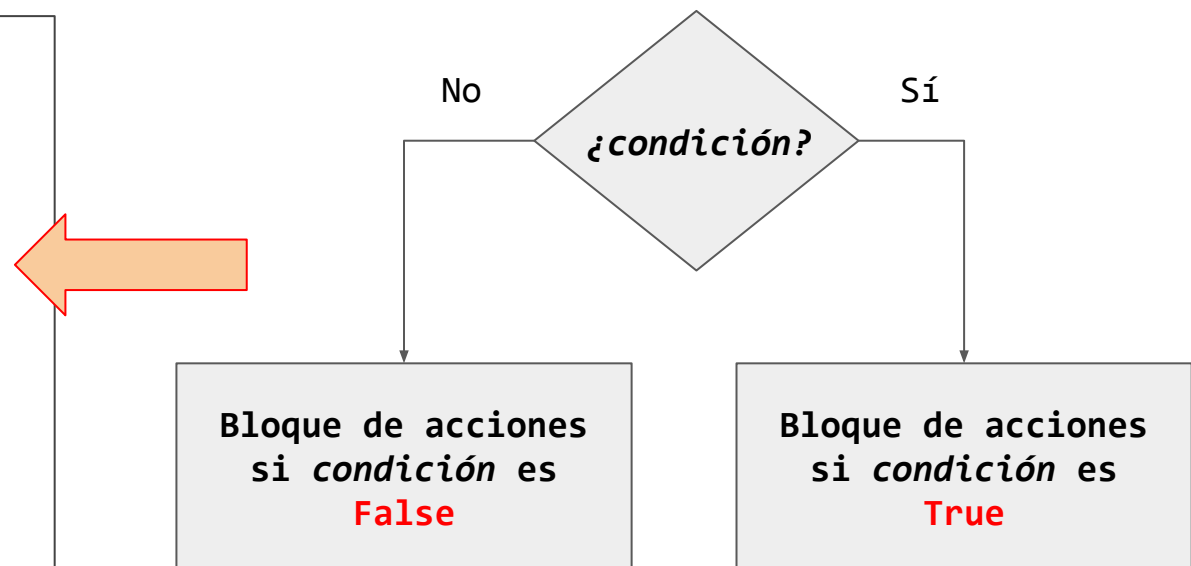 No
Sí
¿condición?
Bloque de acciones
si condición es
False
Bloque de acciones
si condición es
True